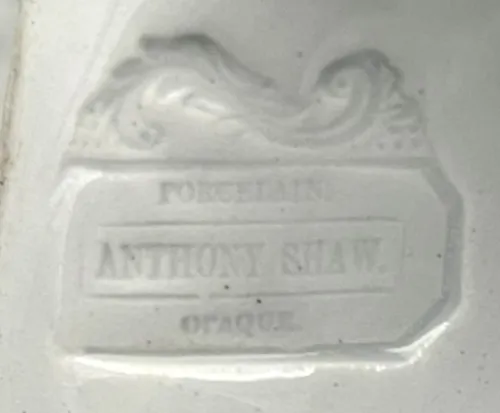 PORCELAIN.
ANTHONY SHAW.
OPAQUE.